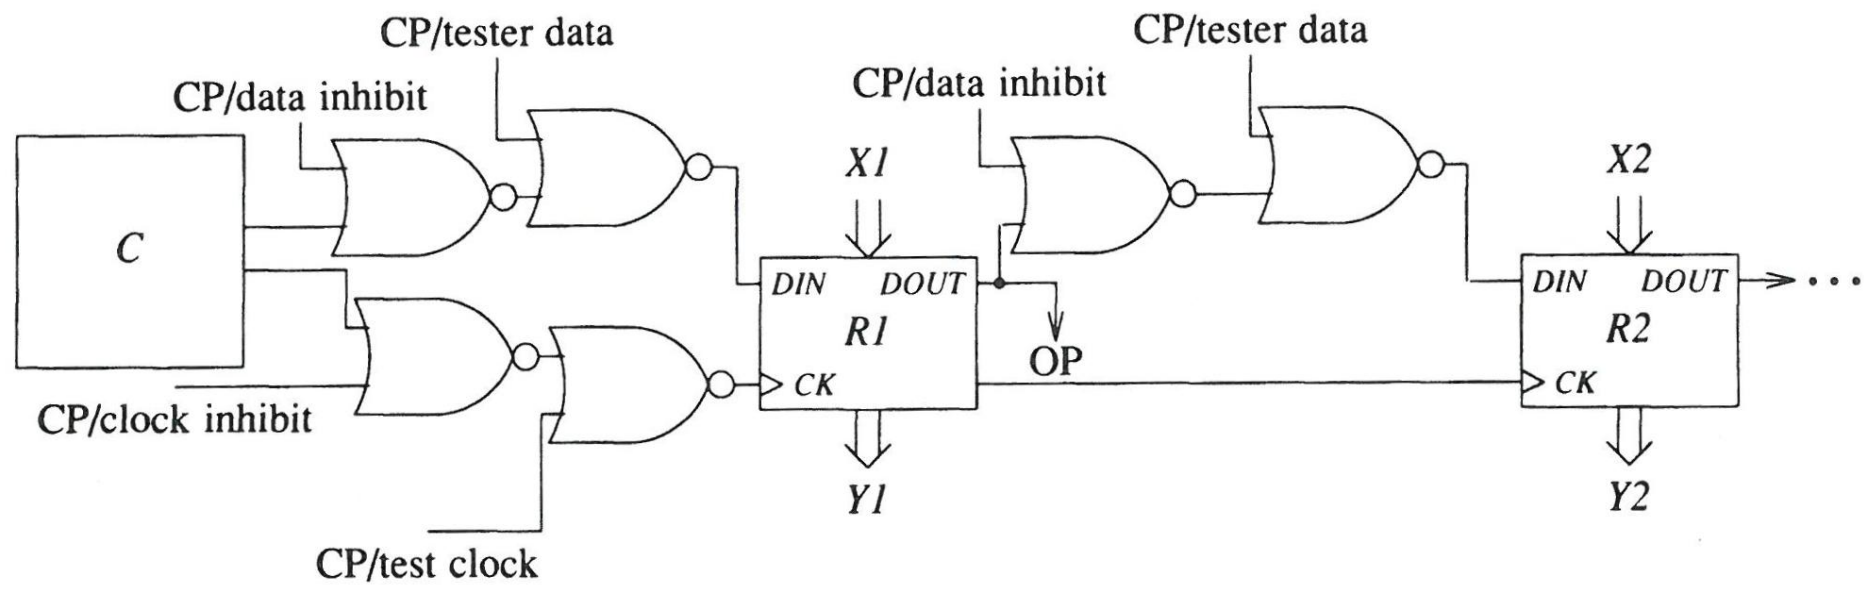 CP/tester data
CP/tester data
CP/data inhibit
CP/data inhibit
X1
X2
C
DIN DOUT
DIN DOUT
R1
R2
OP
CK
CK
CP/clock inhibit
Y1
Y2
CP/test clock